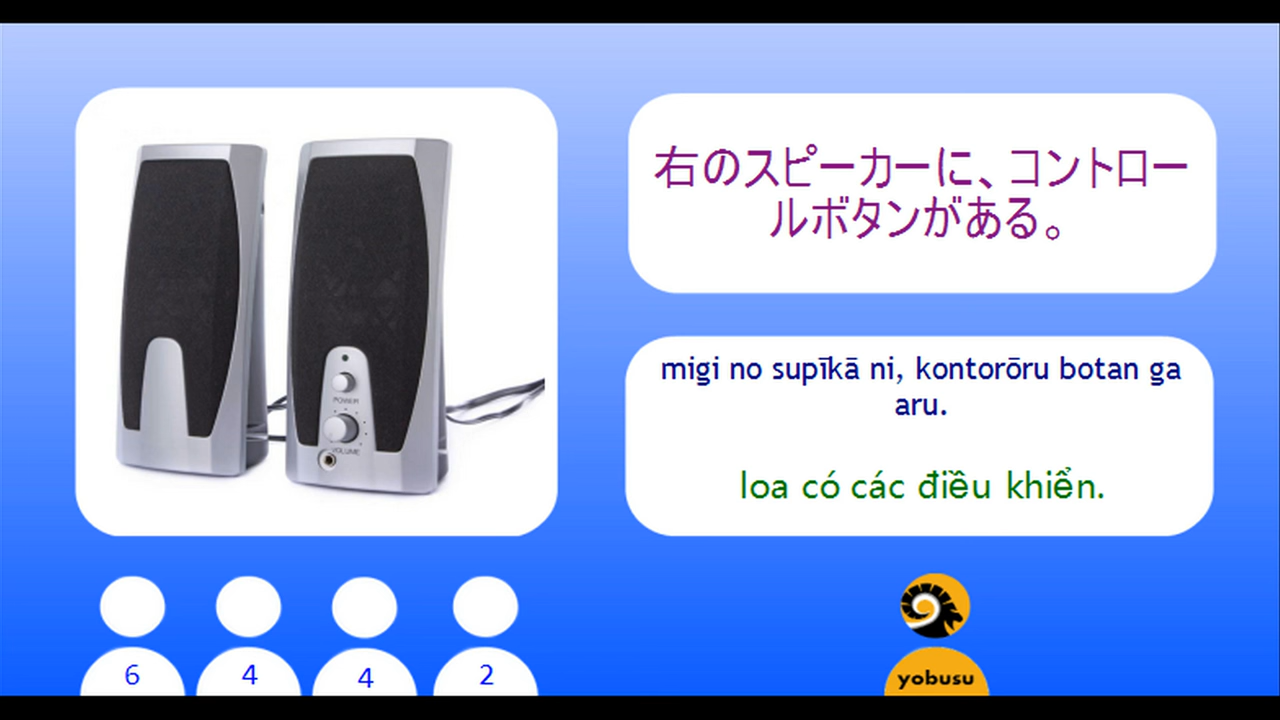 右のスピーカーに、コントロー
ルボタンがある。
migi no supīkā ni, kontorōru botan ga
aru.
loa có các điều khiển.
POWER
VOLUME
6
4
4
2
yobusu